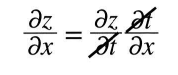 ∂z/∂x = ∂z/∂t ∂t/∂x